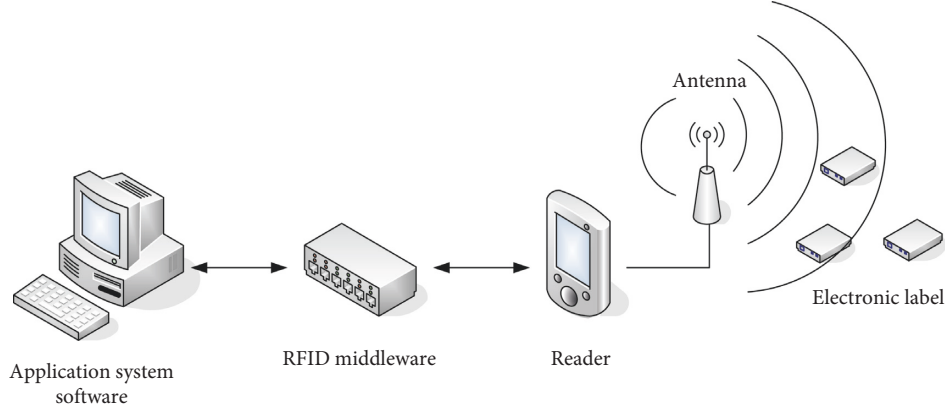 Antenna
Electronic label
RFID middleware
Reader
Application system
software